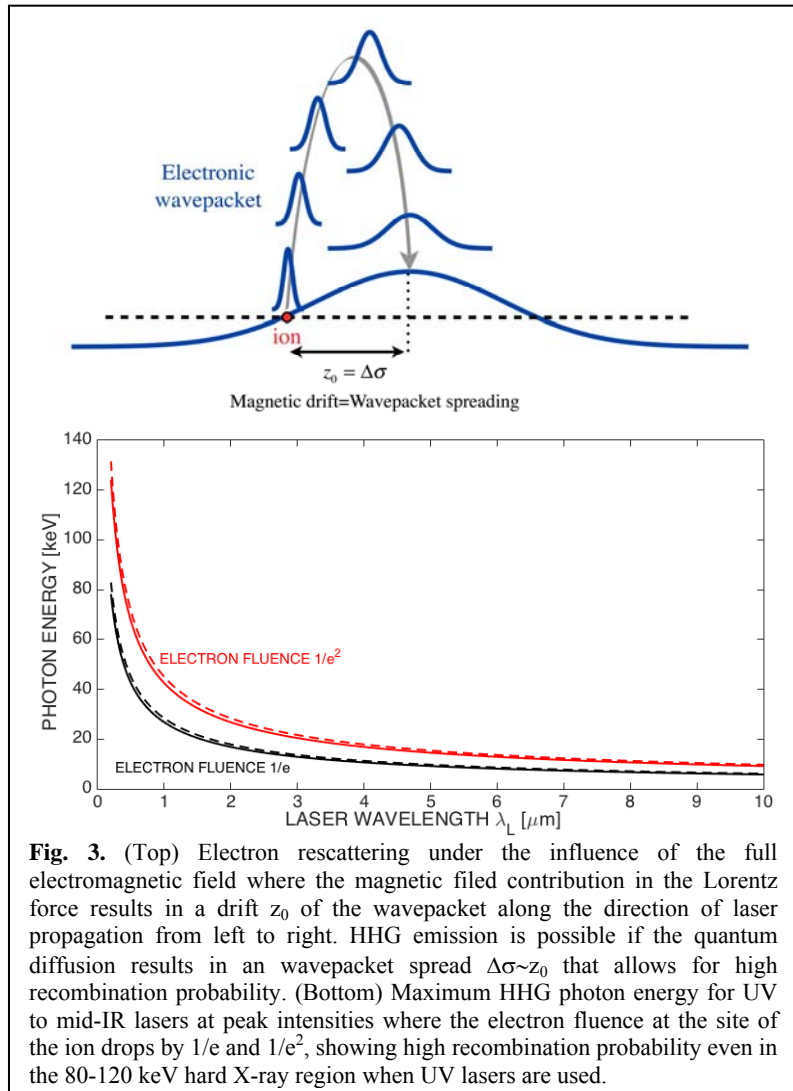 Electronic
wavepacket
ion
z₀ = Δσ
Magnetic drift=Wavepacket spreading
140
120
100
80
60
40
20
0
PHOTON ENERGY [keV]
ELECTRON FLUENCE 1/e²
ELECTRON FLUENCE 1/e
0 1 2 3 4 5 6 7 8 9 10
LASER WAVELENGTH λ_L [μm]
Fig. 3. (Top) Electron rescattering under the influence of the full
electromagnetic field where the magnetic filed contribution in the Lorentz
force results in a drift z₀ of the wavepacket along the direction of laser
propagation from left to right. HHG emission is possible if the quantum
diffusion results in an wavepacket spread Δσ~z₀ that allows for high
recombination probability. (Bottom) Maximum HHG photon energy for UV
to mid-IR lasers at peak intensities where the electron fluence at the site of
the ion drops by 1/e and 1/e², showing high recombination probability even in
the 80-120 keV hard X-ray region when UV lasers are used.